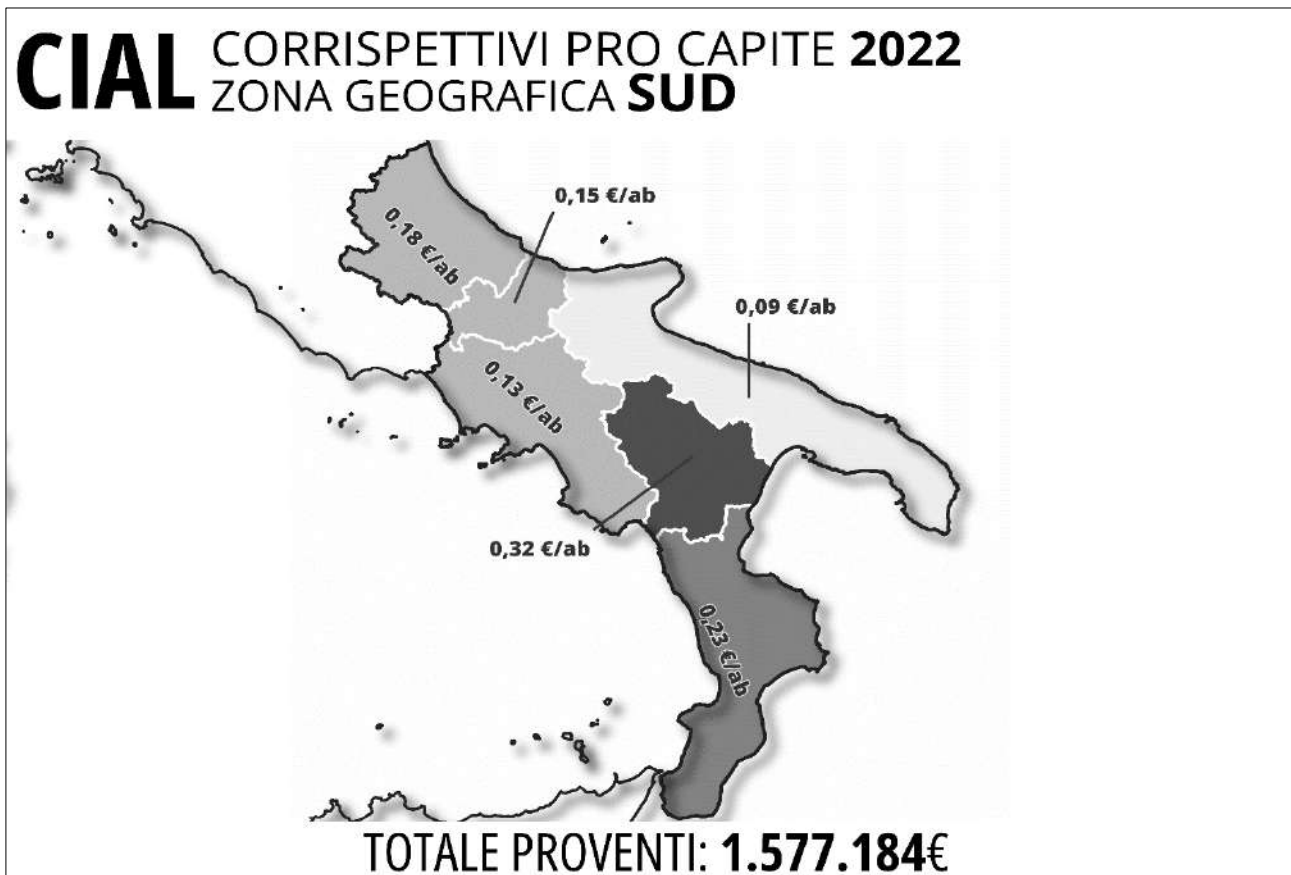 CIAL CORRISPETTIVI PRO CAPITE 2022
ZONA GEOGRAFICA SUD
0,15 €/ab
0,18 €/ab
0,09 €/ab
0,13 €/ab
0,32 €/ab
0,23 €/ab
TOTALE PROVENTI: 1.577.184€